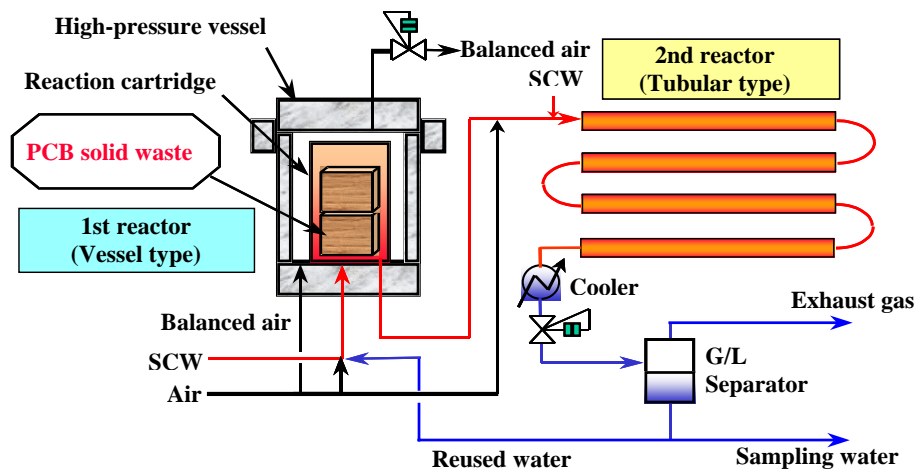 High-pressure vessel
Reaction cartridge
PCB solid waste
1st reactor
(Vessel type)
Balanced air
SCW
2nd reactor
(Tubular type)
Balanced air
SCW
Air
Cooler
G/L
Separator
Exhaust gas
Reused water
Sampling water